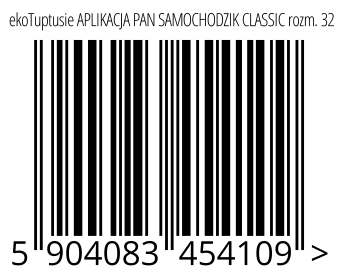 ekoTuptusie APLIKACJA PAN SAMOCHODZIK CLASSIC rozm. 32
5 904083 454109 >